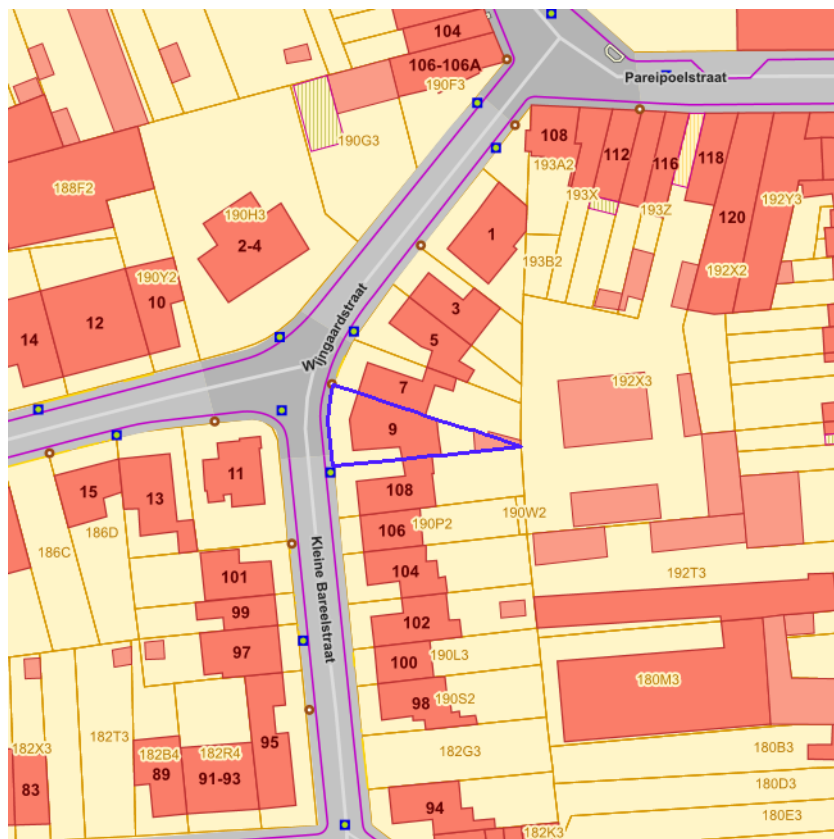 104
106-106A
190F3
Pareipoelstraat
190G3
108
112
116
118
193A2
188F2
193X
193Z
192Y3
120
190H3
2-4
1
193B2
192X2
190Y2
10
12
14
3
5
Wijngaardstraat
7
192X3
9
11
15
13
108
186D
186C
106
190P2
190W2
104
192T3
Kleine Bareelstraat
101
99
102
97
100
190L3
180M3
98
190S2
182T3
95
182X3
182B4
182R4
182G3
180B3
89
91-93
83
180D3
94
182K3
180E3